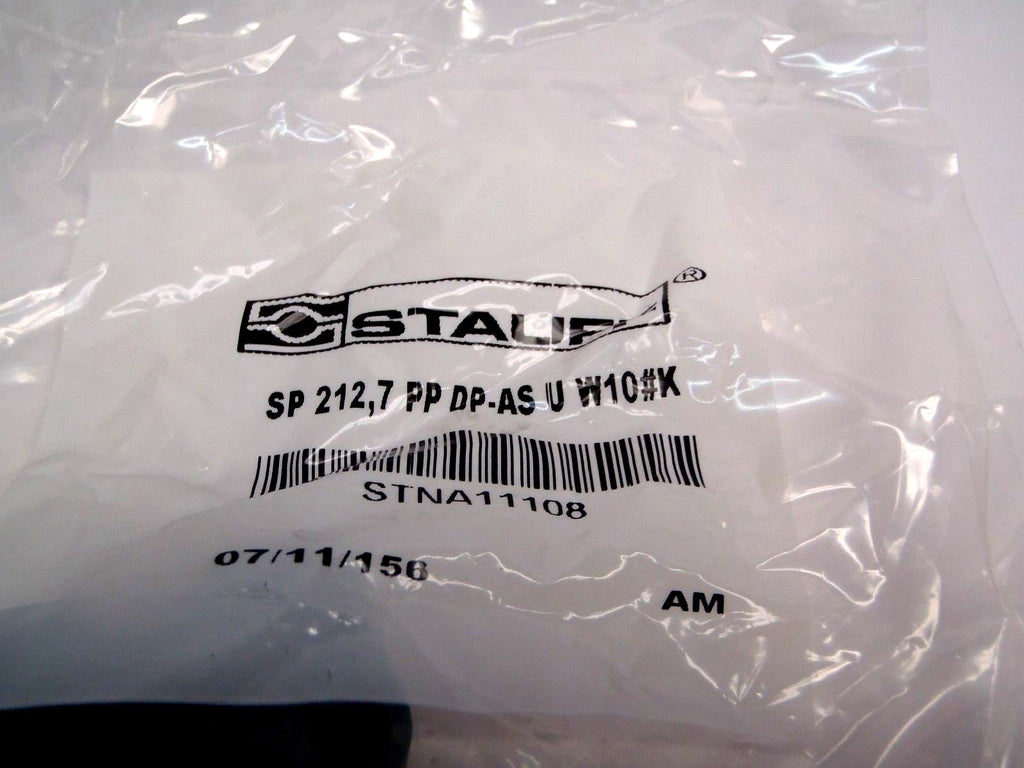 STAUFF®
SP 212,7 PP DP-AS U W10#K
STNA11108
07/11/156
AM